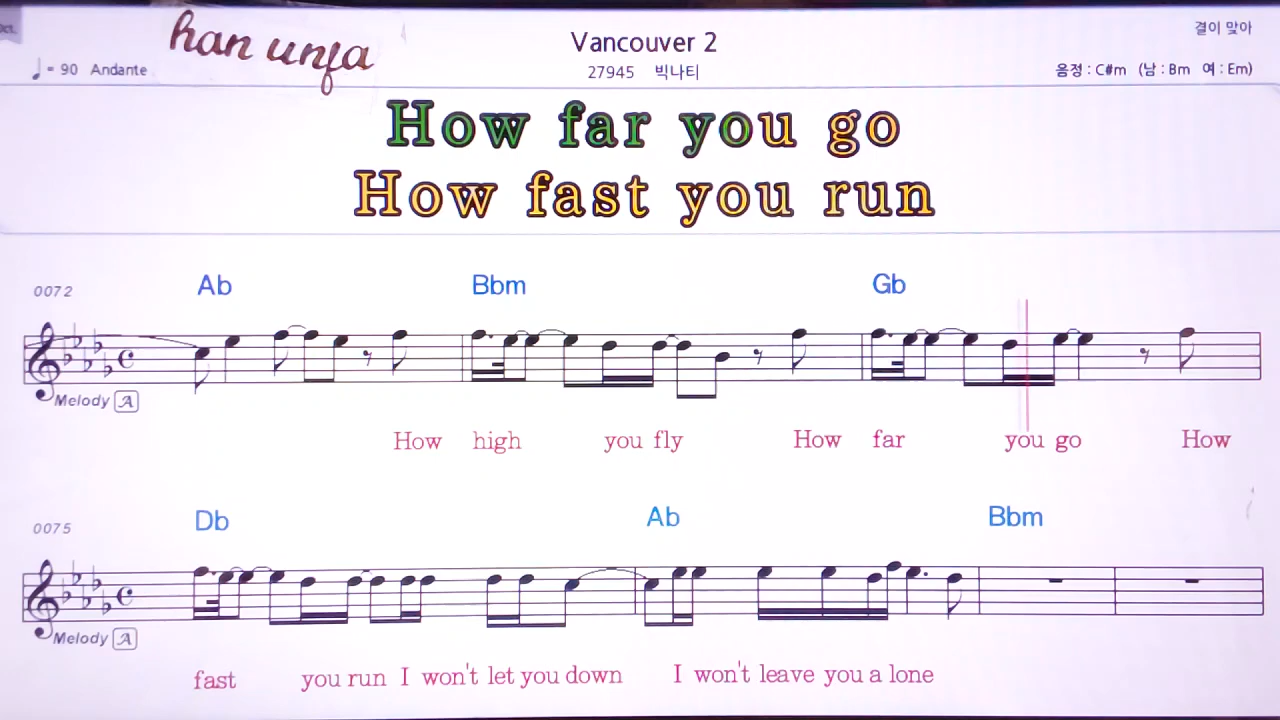 han unja
Vancouver 2
결이 맞아
♩= 90 Andante
27945 빅나티
음정 : C#m (남 : Bm 여 : Em)
How far you go
How fast you run
0072
Ab Bbm Gb
Melody A
How high you fly How far you go How
0075
Db Ab Bbm
Melody A
fast you run I won't let you down I won't leave you a lone